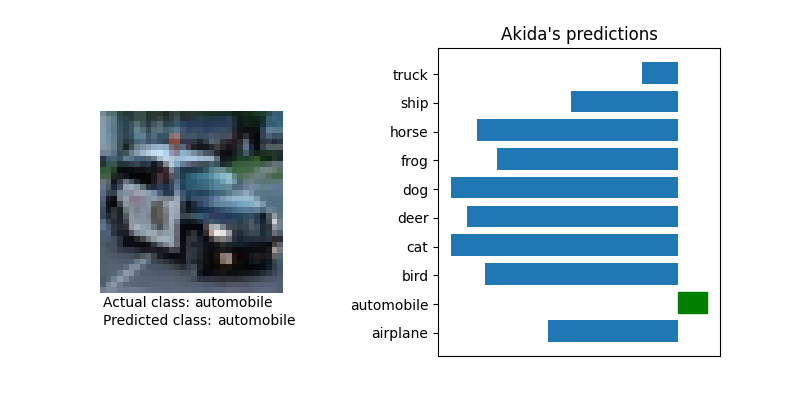 Akida's predictions
truck
ship
horse
frog
dog
deer
cat
bird
automobile
airplane
Actual class: automobile
Predicted class: automobile